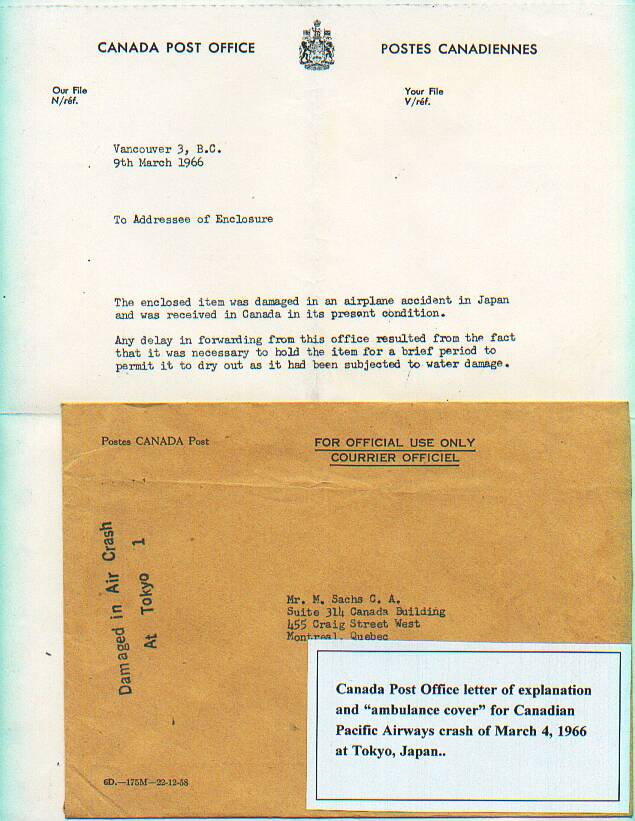 CANADA POST OFFICE
POSTES CANADIENNES
Our File
N/réf.
Your File
V/réf.
Vancouver 3, B.C.
9th March 1966
To Addressee of Enclosure
The enclosed item was damaged in an airplane accident in Japan
and was received in Canada in its present condition.
Any delay in forwarding from this office resulted from the fact
that it was necessary to hold the item for a brief period to
permit it to dry out as it had been subjected to water damage.
Postes CANADA Post
FOR OFFICIAL USE ONLY
COURRIER OFFICIEL
Damaged in Air Crash
At Tokyo 1
Mr. M. Sachs C. A.
Suite 314 Canada Building
455 Craig Street West
Montreal, Quebec
6D.—175M—22-12-58
Canada Post Office letter of explanation
and “ambulance cover” for Canadian
Pacific Airways crash of March 4, 1966
at Tokyo, Japan..